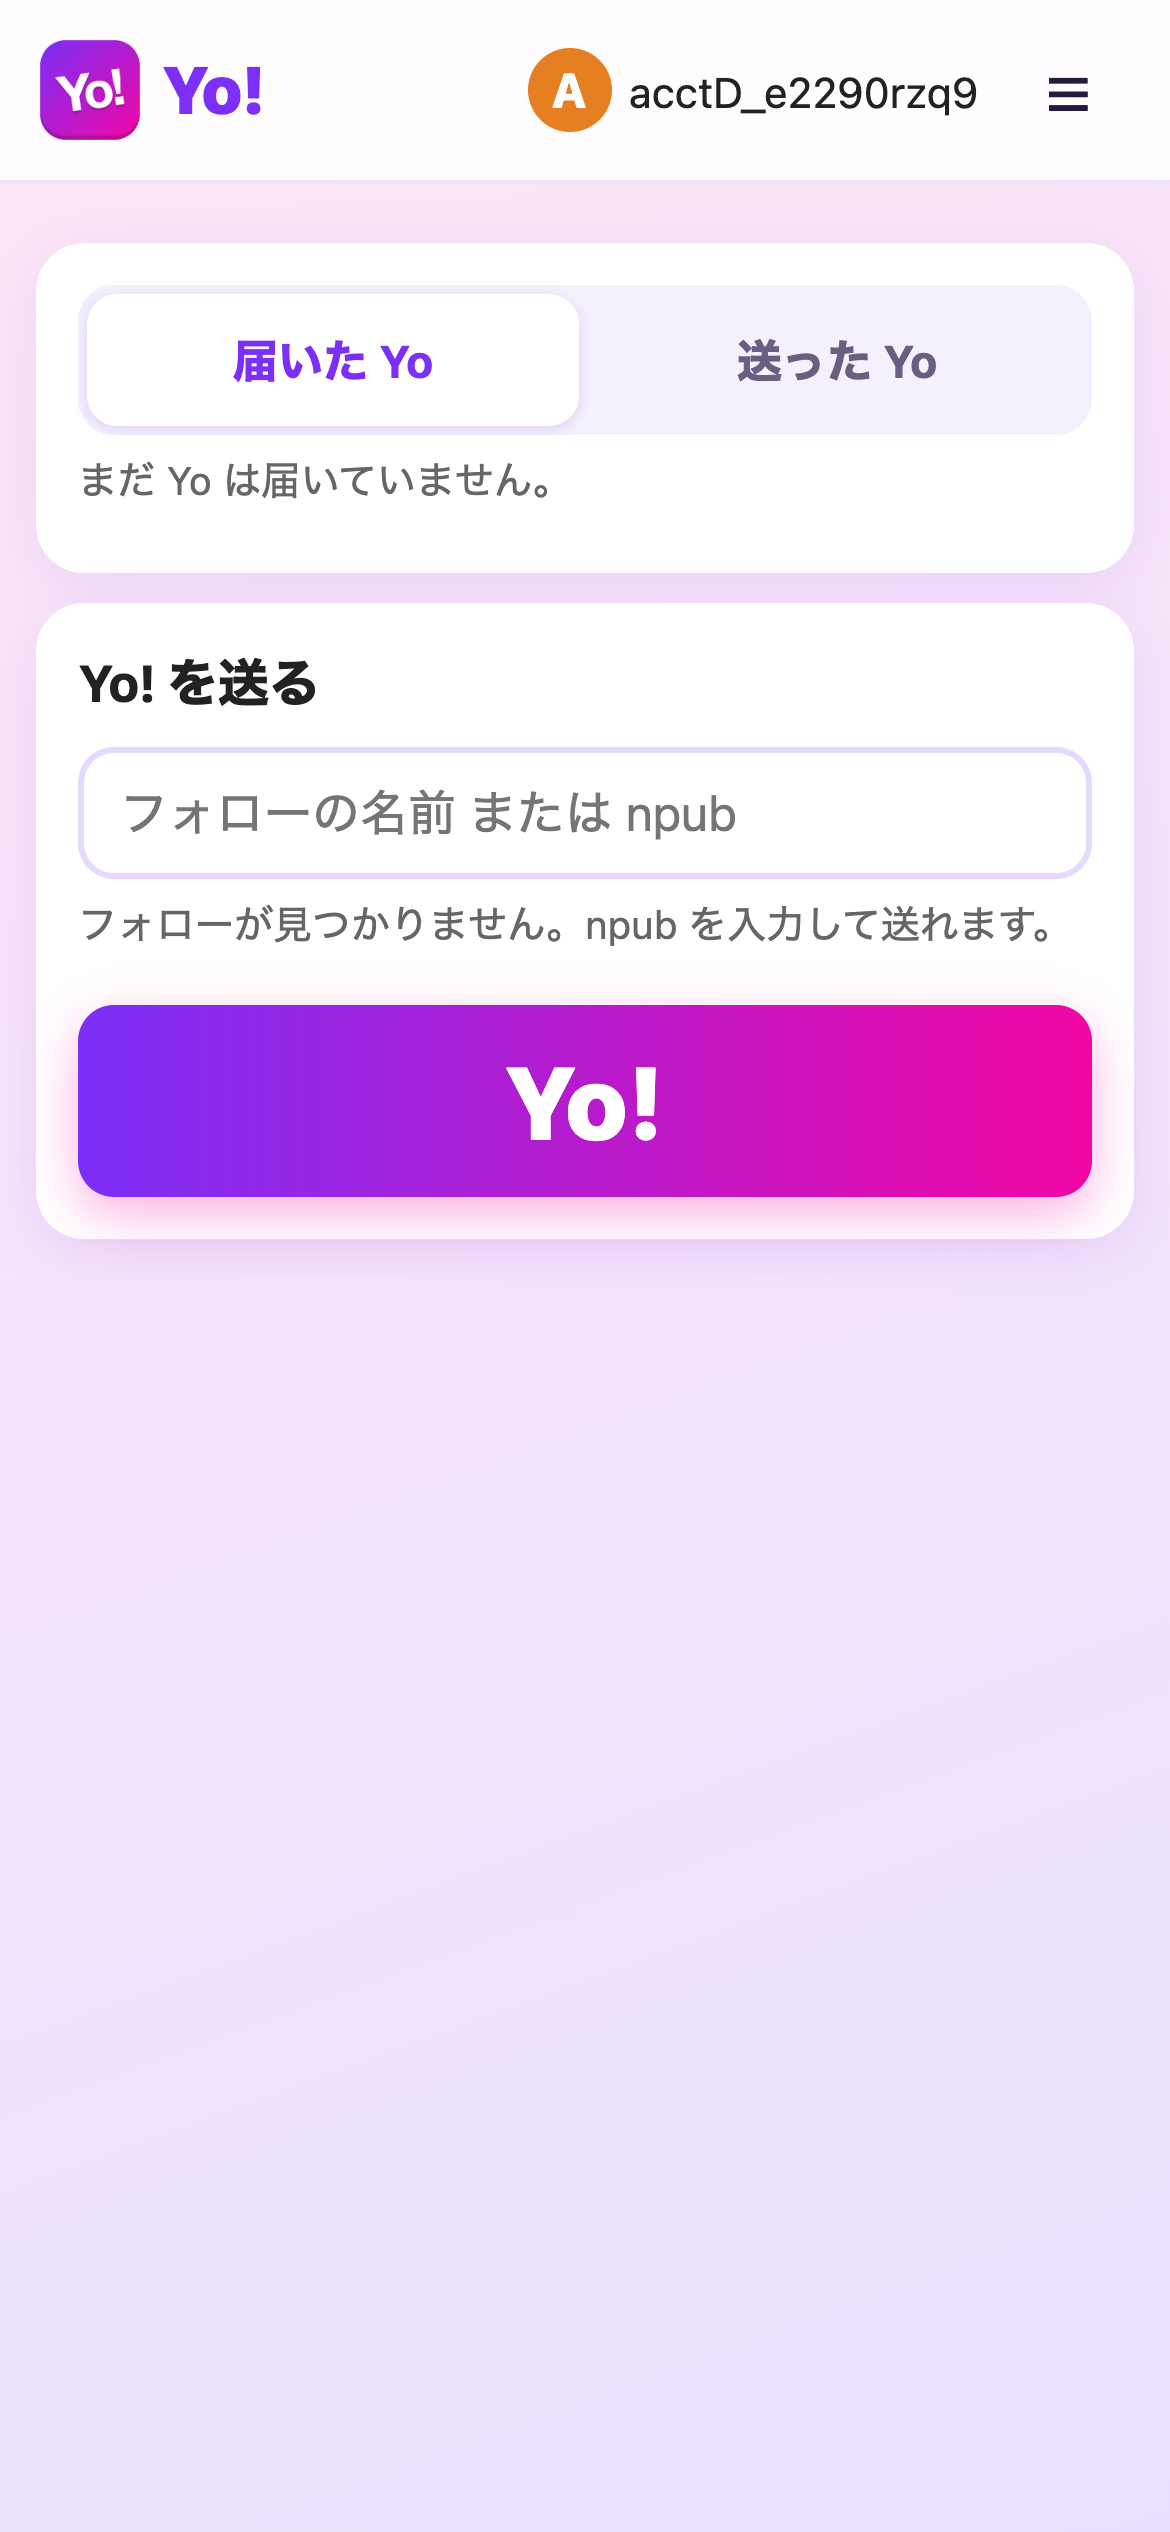 Yo! Yo! A acctD_e2290rzq9
届いた Yo 送った Yo
まだ Yo は届いていません。
Yo! を送る
フォローの名前 または npub
フォローが見つかりません。npub を入力して送れます。
Yo!